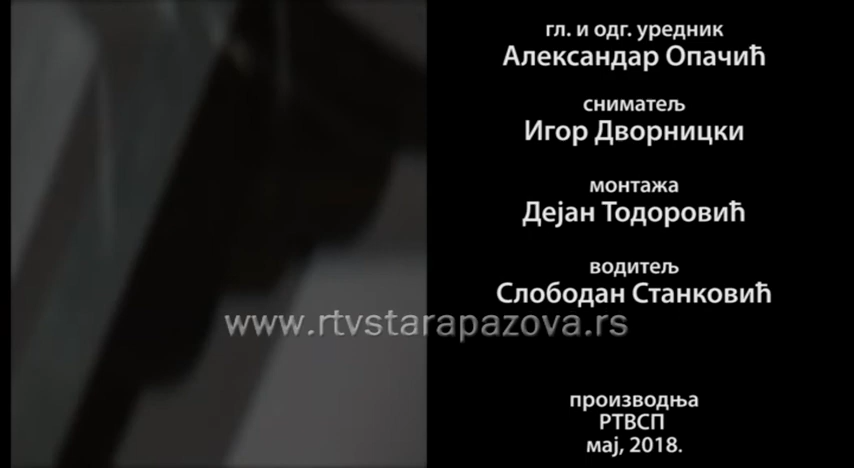 гл. и одг. уредник
Александар Опачић
сниматељ
Игор Дворницки
монтажа
Дејан Тодоровић
водитељ
Слободан Станковић
www.rtvstarapazova.rs
производња
РТВСП
мај, 2018.